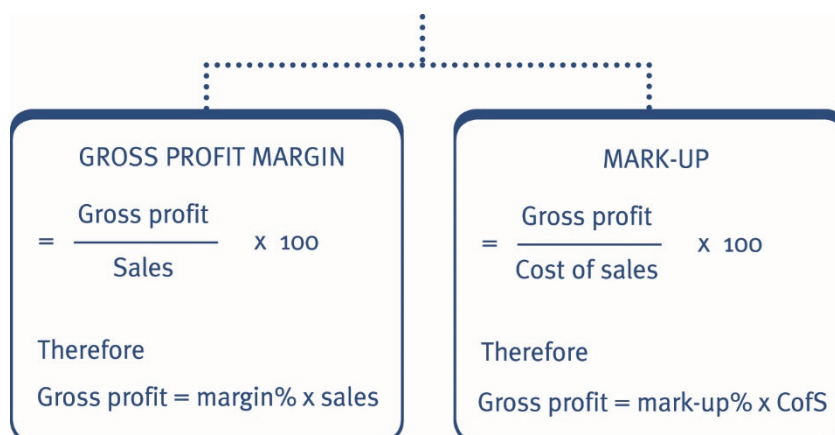 GROSS PROFIT MARGIN
Gross profit
= x 100
Sales
Therefore
Gross profit = margin% x sales
MARK-UP
Gross profit
= x 100
Cost of sales
Therefore
Gross profit = mark-up% x CofS